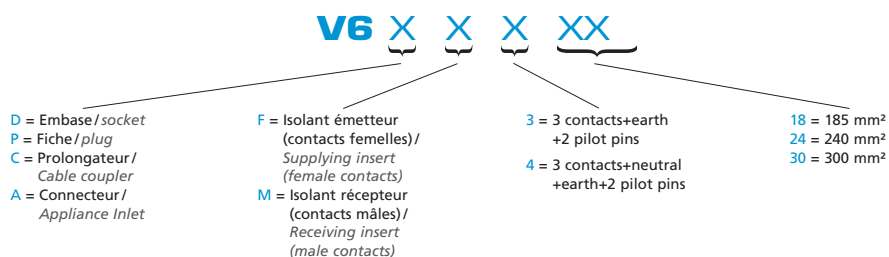 V6 X X X XX
D = Embase/socket
P = Fiche/plug
C = Prolongateur/
Cable coupler
A = Connecteur/
Appliance Inlet
F = Isolant émetteur
(contacts femelles)/
Supplying insert
(female contacts)
M = Isolant récepteur
(contacts mâles)/
Receiving insert
(male contacts)
3 = 3 contacts+earth
+2 pilot pins
4 = 3 contacts+neutral
+earth+2 pilot pins
18 = 185 mm²
24 = 240 mm²
30 = 300 mm²